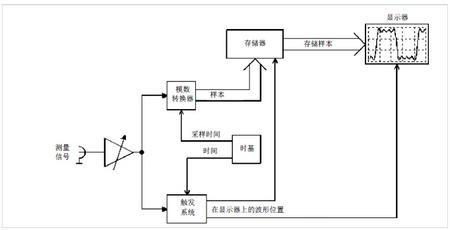 显示器
存储器
存储样本
模数
转换器
样本
采样时间
测量
信号
时间
时基
触发
系统
在显示器上的波形位置